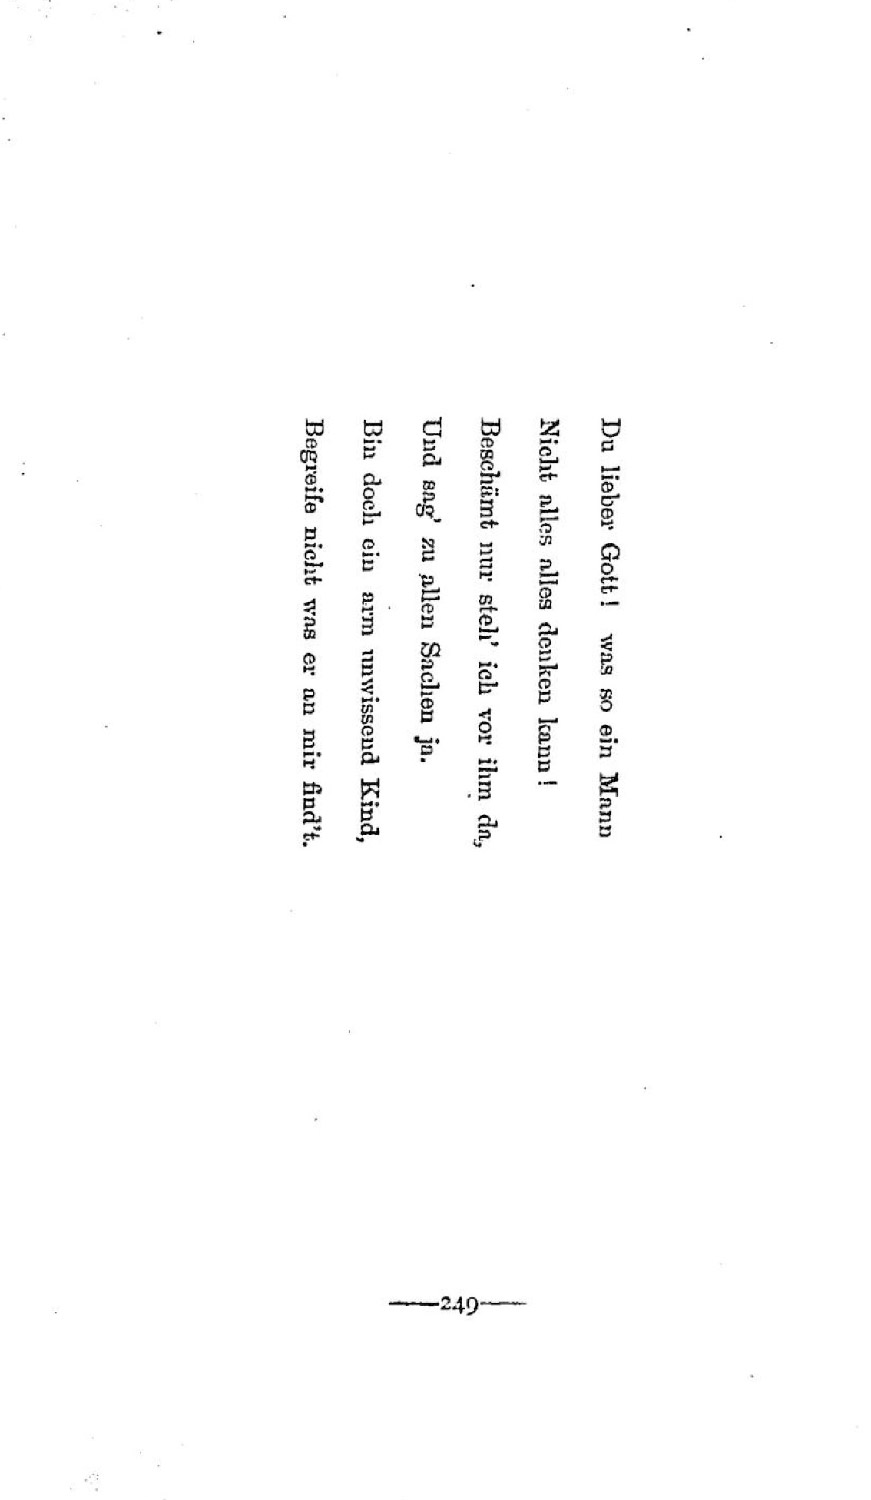 Du lieber Gott! was so ein Mann
Nicht alles alles denken kann!
Beschämt nur steh' ich vor ihm da,
Und sag' zu allen Sachen ja.
Bin doch ein arm unwissend Kind,
Begreife nicht was er an mir find't.
—249—